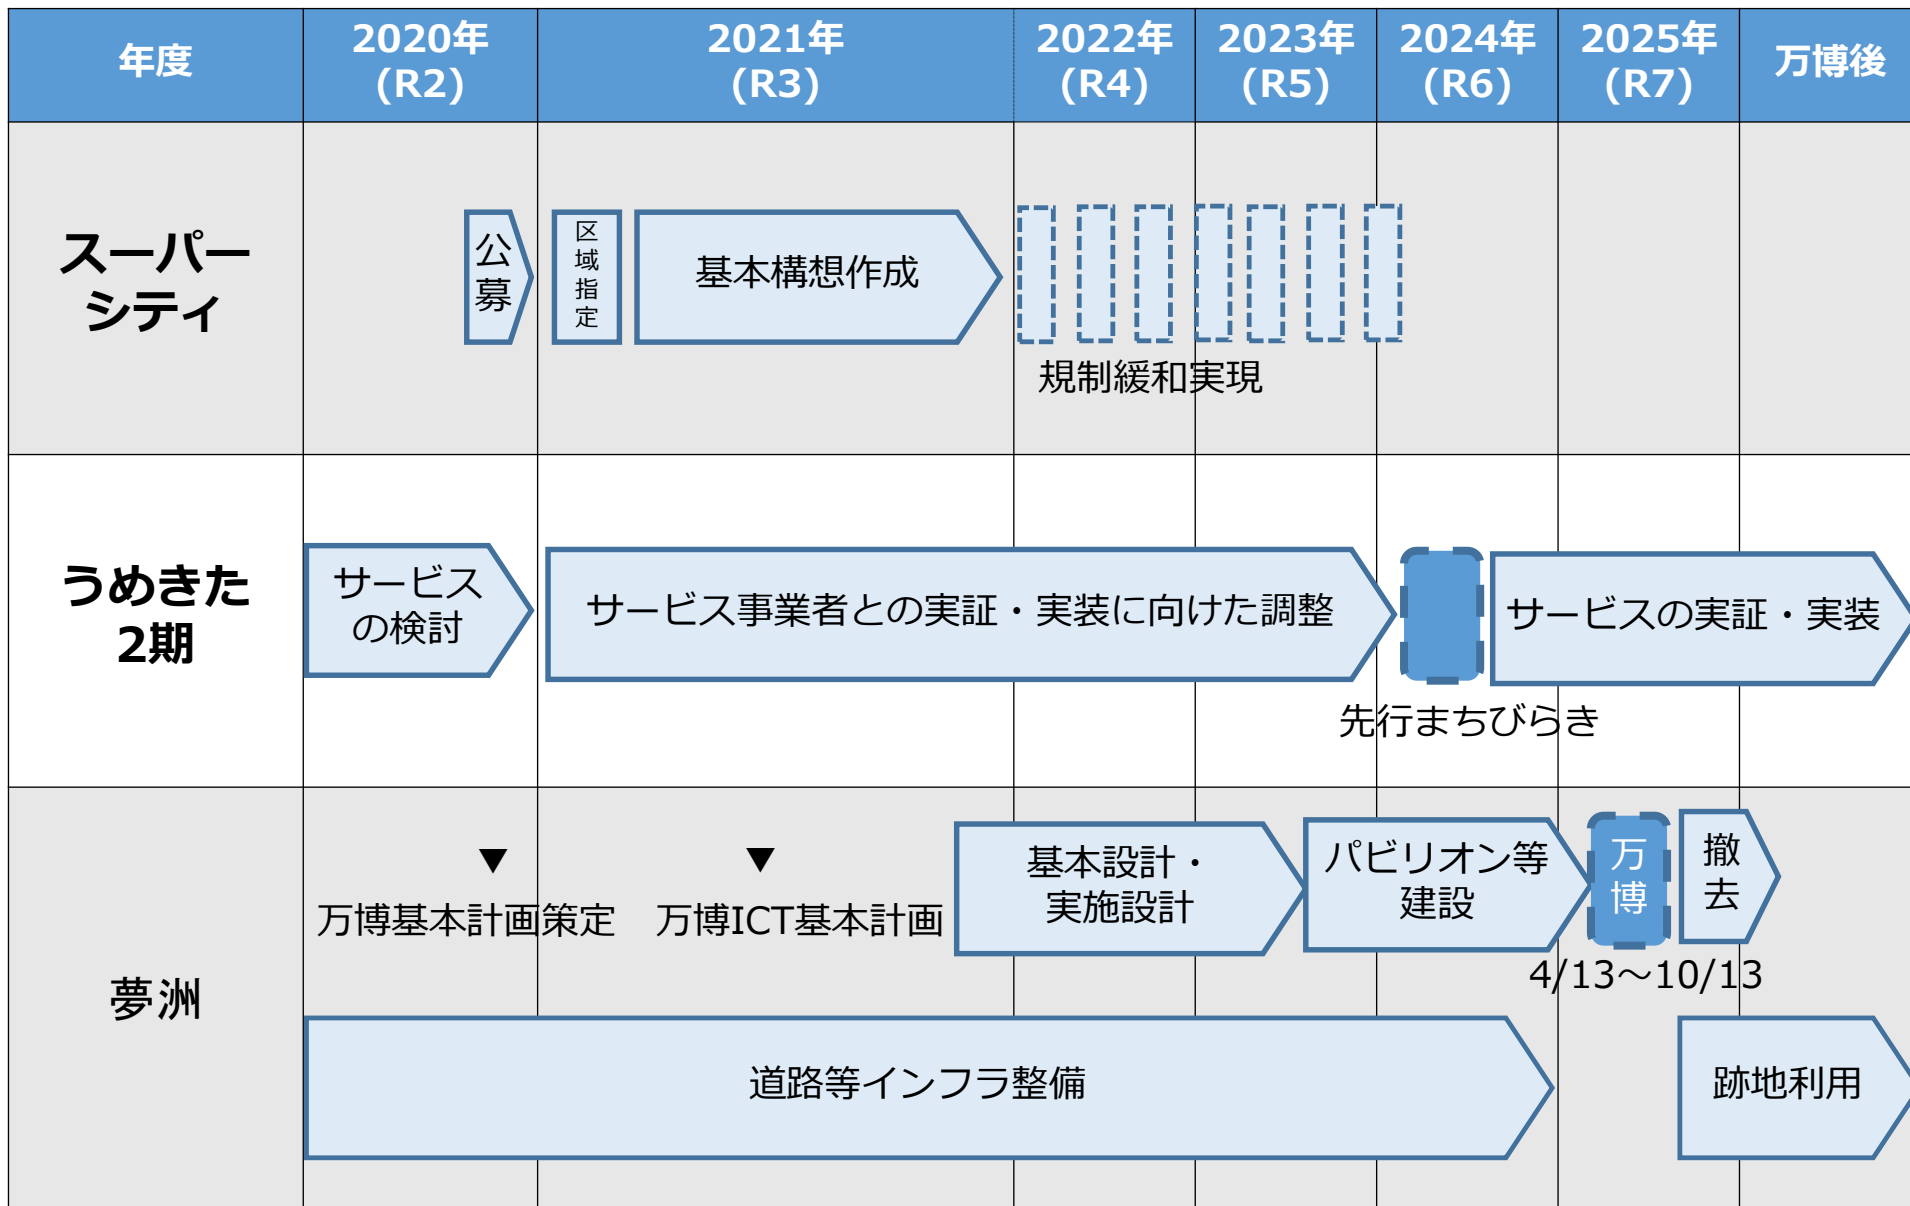 年度
2020年
(R2)
2021年
(R3)
2022年
(R4)
2023年
(R5)
2024年
(R6)
2025年
(R7)
万博後
スーパー
シティ
公
募
区
域
指
定
基本構想作成
規制緩和実現
うめきた
2期
サービス
の検討
サービス事業者との実証・実装に向けた調整
サービスの実証・実装
先行まちびらき
夢洲
▼
万博基本計画策定
▼
万博ICT基本計画
基本設計・
実施設計
パビリオン等
建設
万
博
撤
去
4/13～10/13
道路等インフラ整備
跡地利用